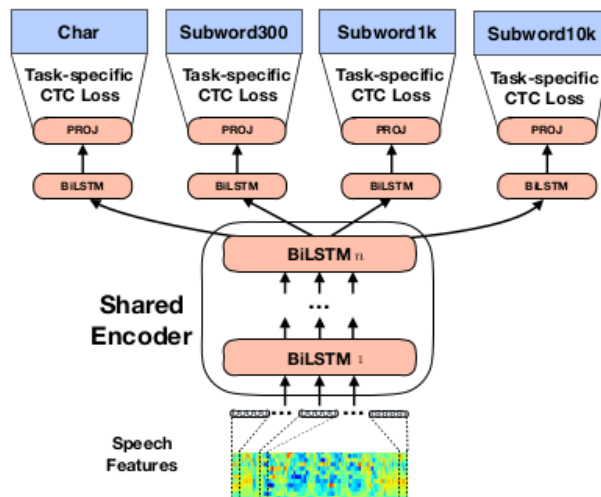 Char Subword300 Subword1k Subword10k
Task-specific Task-specific Task-specific Task-specific
CTC Loss CTC Loss CTC Loss CTC Loss
PROJ PROJ PROJ PROJ
BiLSTM BiLSTM BiLSTM BiLSTM
BiLSTM n
Shared
Encoder
...
BiLSTM 1
... ...
Speech
Features